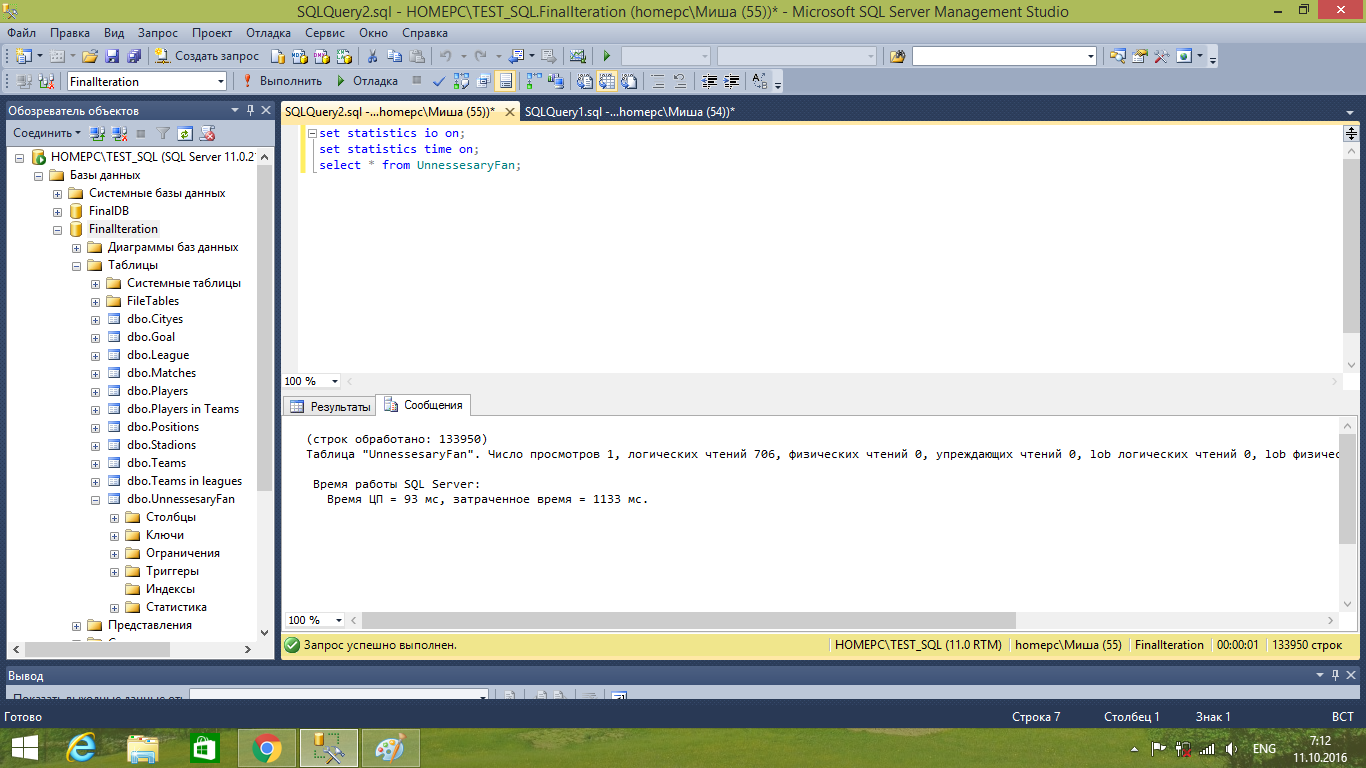 SQLQuery2.sql - HOMEPC\TEST_SQL.FinalIteration (homepc\Миша (55))* - Microsoft SQL Server Management Studio
Файл Правка Вид Запрос Проект Отладка Сервис Окно Справка
Создать запрос
FinalIteration
Выполнить
Отладка
Обозреватель объектов
SQLQuery2.sql -...homepc\Миша (55))*
SQLQuery1.sql -...homepc\Миша (54))*
Соединить
HOMEPC\TEST_SQL (SQL Server 11.0.2
Базы данных
Системные базы данных
FinalDB
FinalIteration
Диаграммы баз данных
Таблицы
Системные таблицы
FileTables
dbo.Cityes
dbo.Goal
dbo.League
dbo.Matches
dbo.Players
dbo.Players in Teams
dbo.Positions
dbo.Stadions
dbo.Teams
dbo.Teams in leagues
dbo.UnnessesaryFan
Столбцы
Ключи
Ограничения
Триггеры
Индексы
Статистика
Представления
set statistics io on;
set statistics time on;
select * from UnnessesaryFan;
100 %
Результаты
Сообщения
(строк обработано: 133950)
Таблица "UnnessesaryFan". Число просмотров 1, логических чтений 706, физических чтений 0, упреждающих чтений 0, lob логических чтений 0, lob физичес
Время работы SQL Server:
Время ЦП = 93 мс, затраченное время = 1133 мс.
100 %
Запрос успешно выполнен.
HOMEPC\TEST_SQL (11.0 RTM)
homepc\Миша (55)
FinalIteration
00:00:01
133950 строк
Вывод
Показать выходные данные от:
Готово
Строка 7
Столбец 1
Знак 1
ВСТ
ENG
7:12
11.10.2016